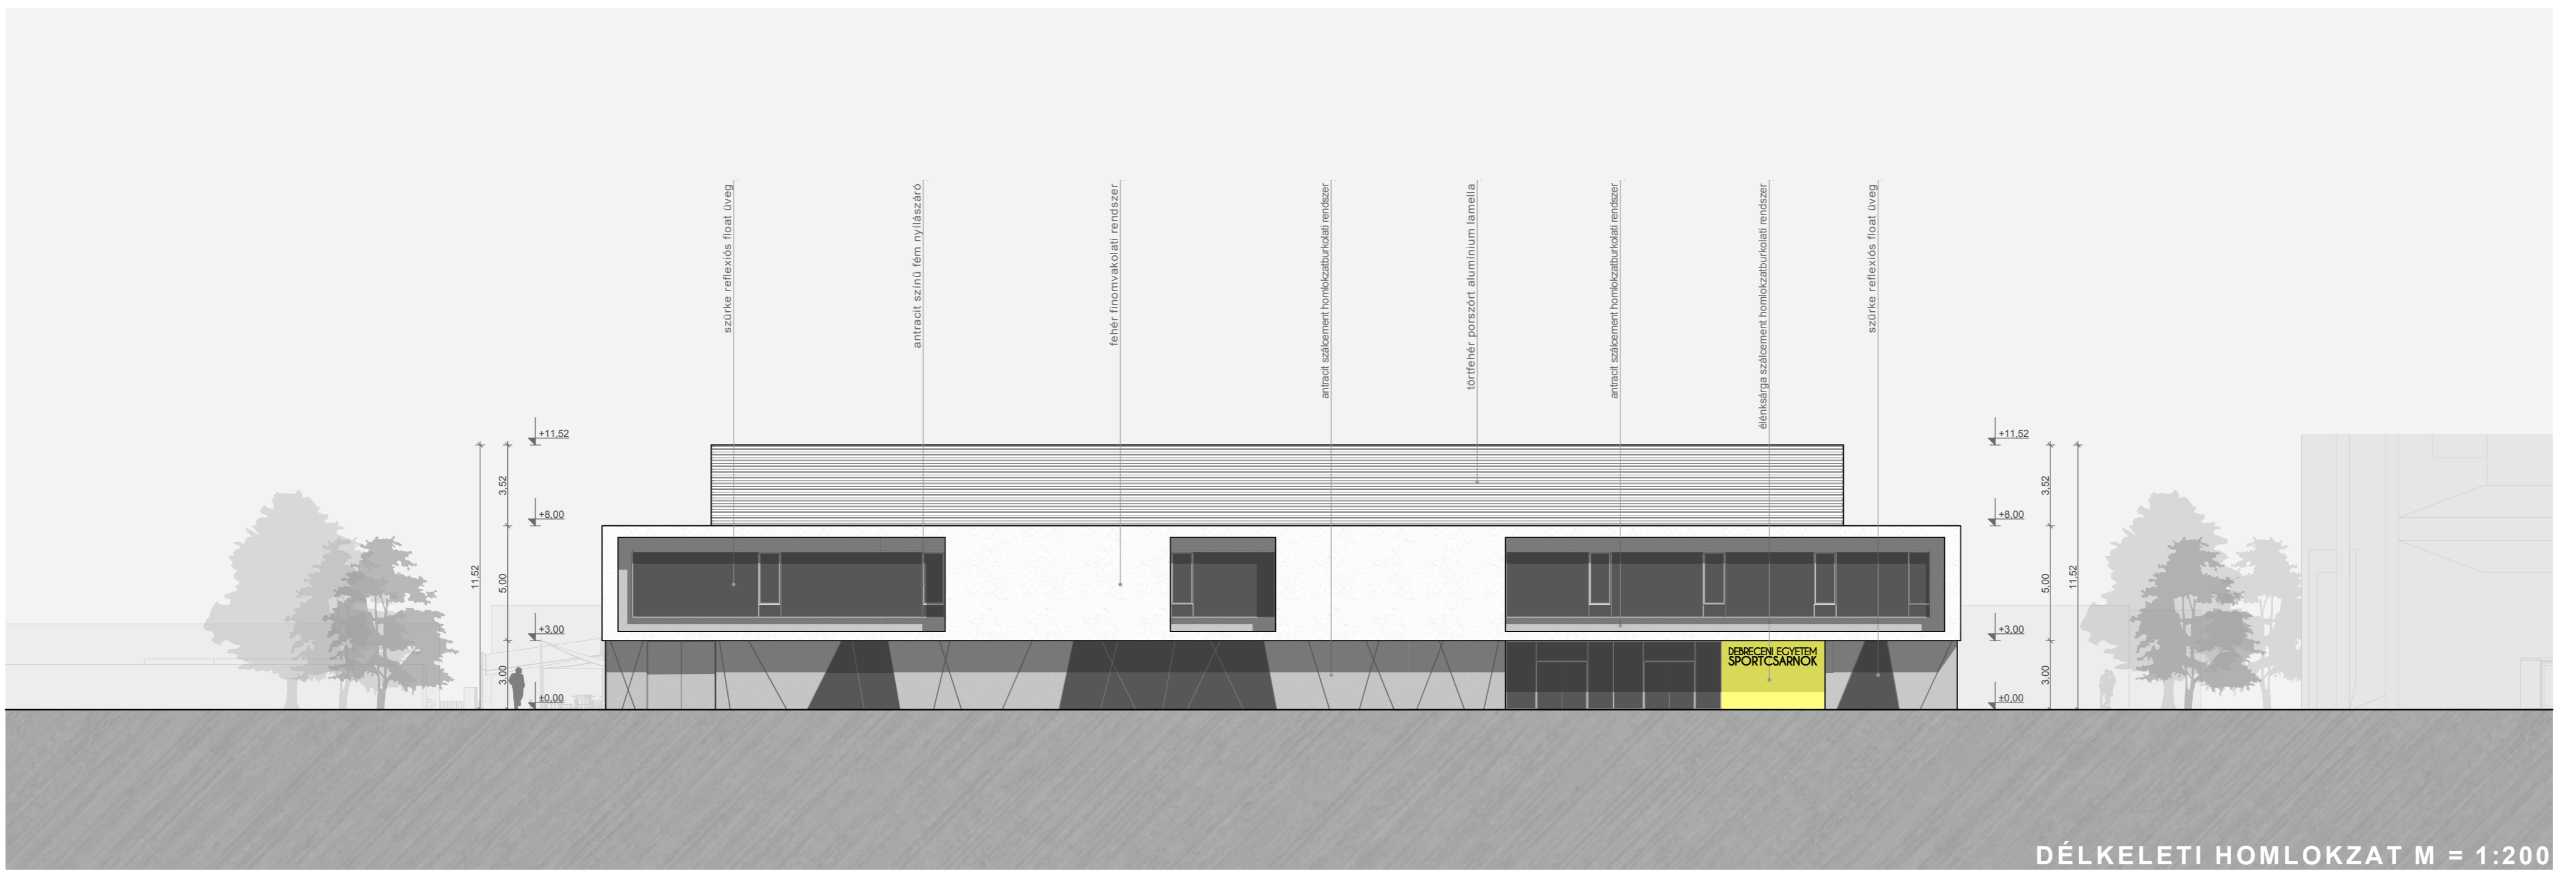 szürke reflexiós float üveg
antracit színű fém nyílászáró
fehér finomvakolati rendszer
antracit szálcement homlokzatburkolati rendszer
törtfehér porszórt alumínium lamella
antracit szálcement homlokzatburkolati rendszer
élénksárga szálcement homlokzatburkolati rendszer
szürke reflexiós float üveg
+11,52
+8,00
+3,00
±0,00
11,52
3,52
5,00
3,00
+11,52
+8,00
+3,00
±0,00
3,52
5,00
3,00
11,52
DEBRECENI EGYETEM
SPORTCSARNOK
DÉLKELETI HOMLOKZAT M = 1:200